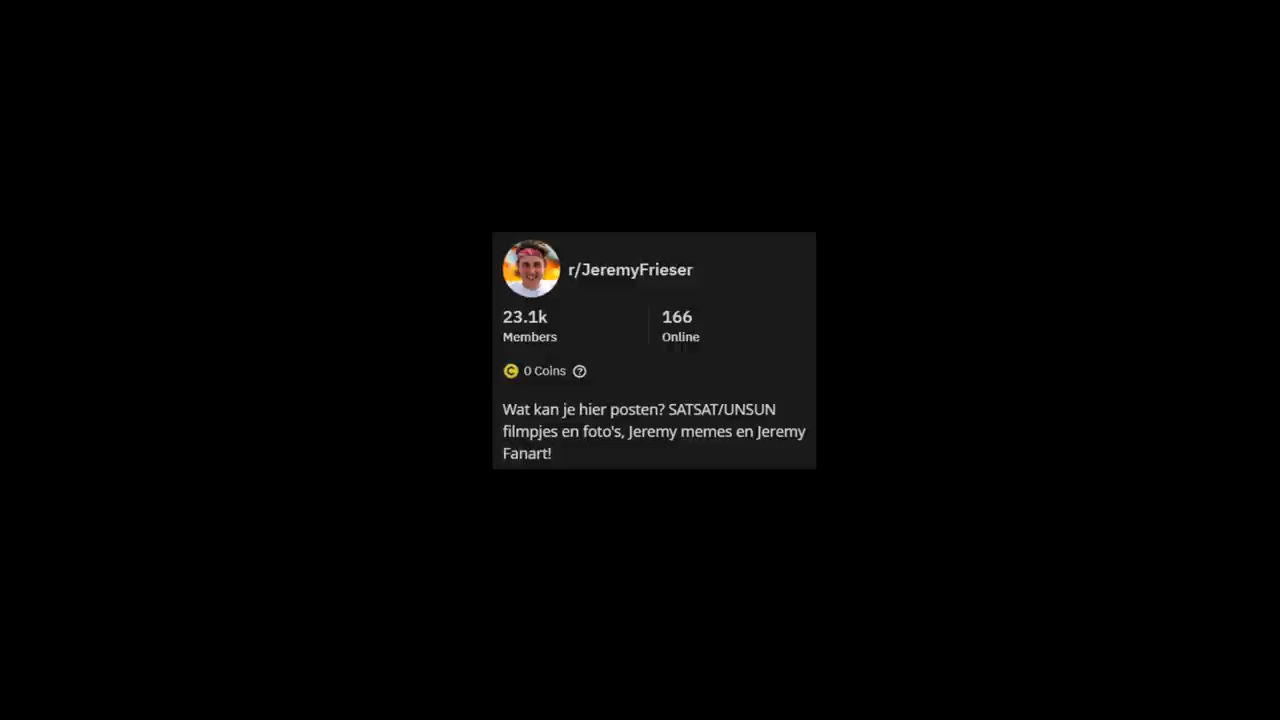 r/JeremyFrieser
23.1k
166
Members
Online
0 Coins
Wat kan je hier posten? SATSAT/UNSUN
filmpjes en foto's, Jeremy memes en Jeremy
Fanart!